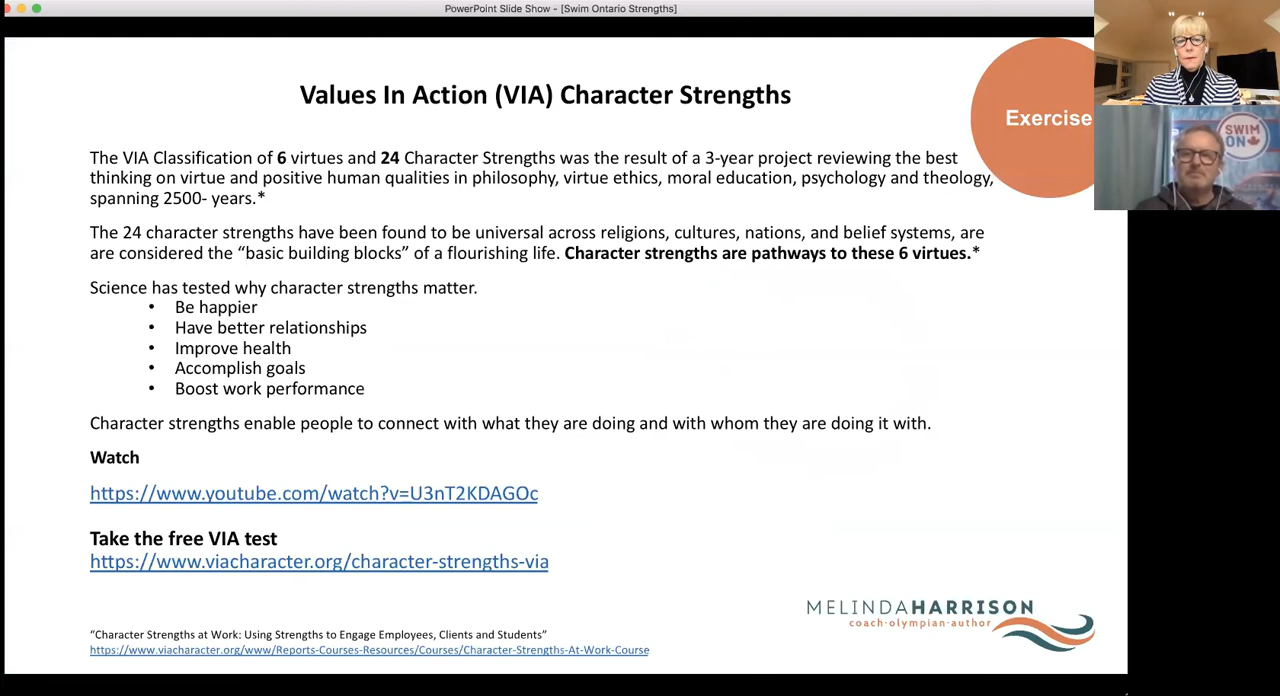 PowerPoint Slide Show - [Swim Ontario Strengths]
Values In Action (VIA) Character Strengths
Exercise
The VIA Classification of 6 virtues and 24 Character Strengths was the result of a 3-year project reviewing the best
thinking on virtue and positive human qualities in philosophy, virtue ethics, moral education, psychology and theology,
spanning 2500- years.*
The 24 character strengths have been found to be universal across religions, cultures, nations, and belief systems, are
are considered the “basic building blocks” of a flourishing life. Character strengths are pathways to these 6 virtues.*
Science has tested why character strengths matter.
• Be happier
• Have better relationships
• Improve health
• Accomplish goals
• Boost work performance
Character strengths enable people to connect with what they are doing and with whom they are doing it with.
Watch
https://www.youtube.com/watch?v=U3nT2KDAGOc
Take the free VIA test
https://www.viacharacter.org/character-strengths-via
MELINDAHARRISON
coach·olympian·author
“Character Strengths at Work: Using Strengths to Engage Employees, Clients and Students”
https://www.viacharacter.org/www/Reports-Courses-Resources/Courses/Character-Strengths-At-Work-Course
SWIM
ON